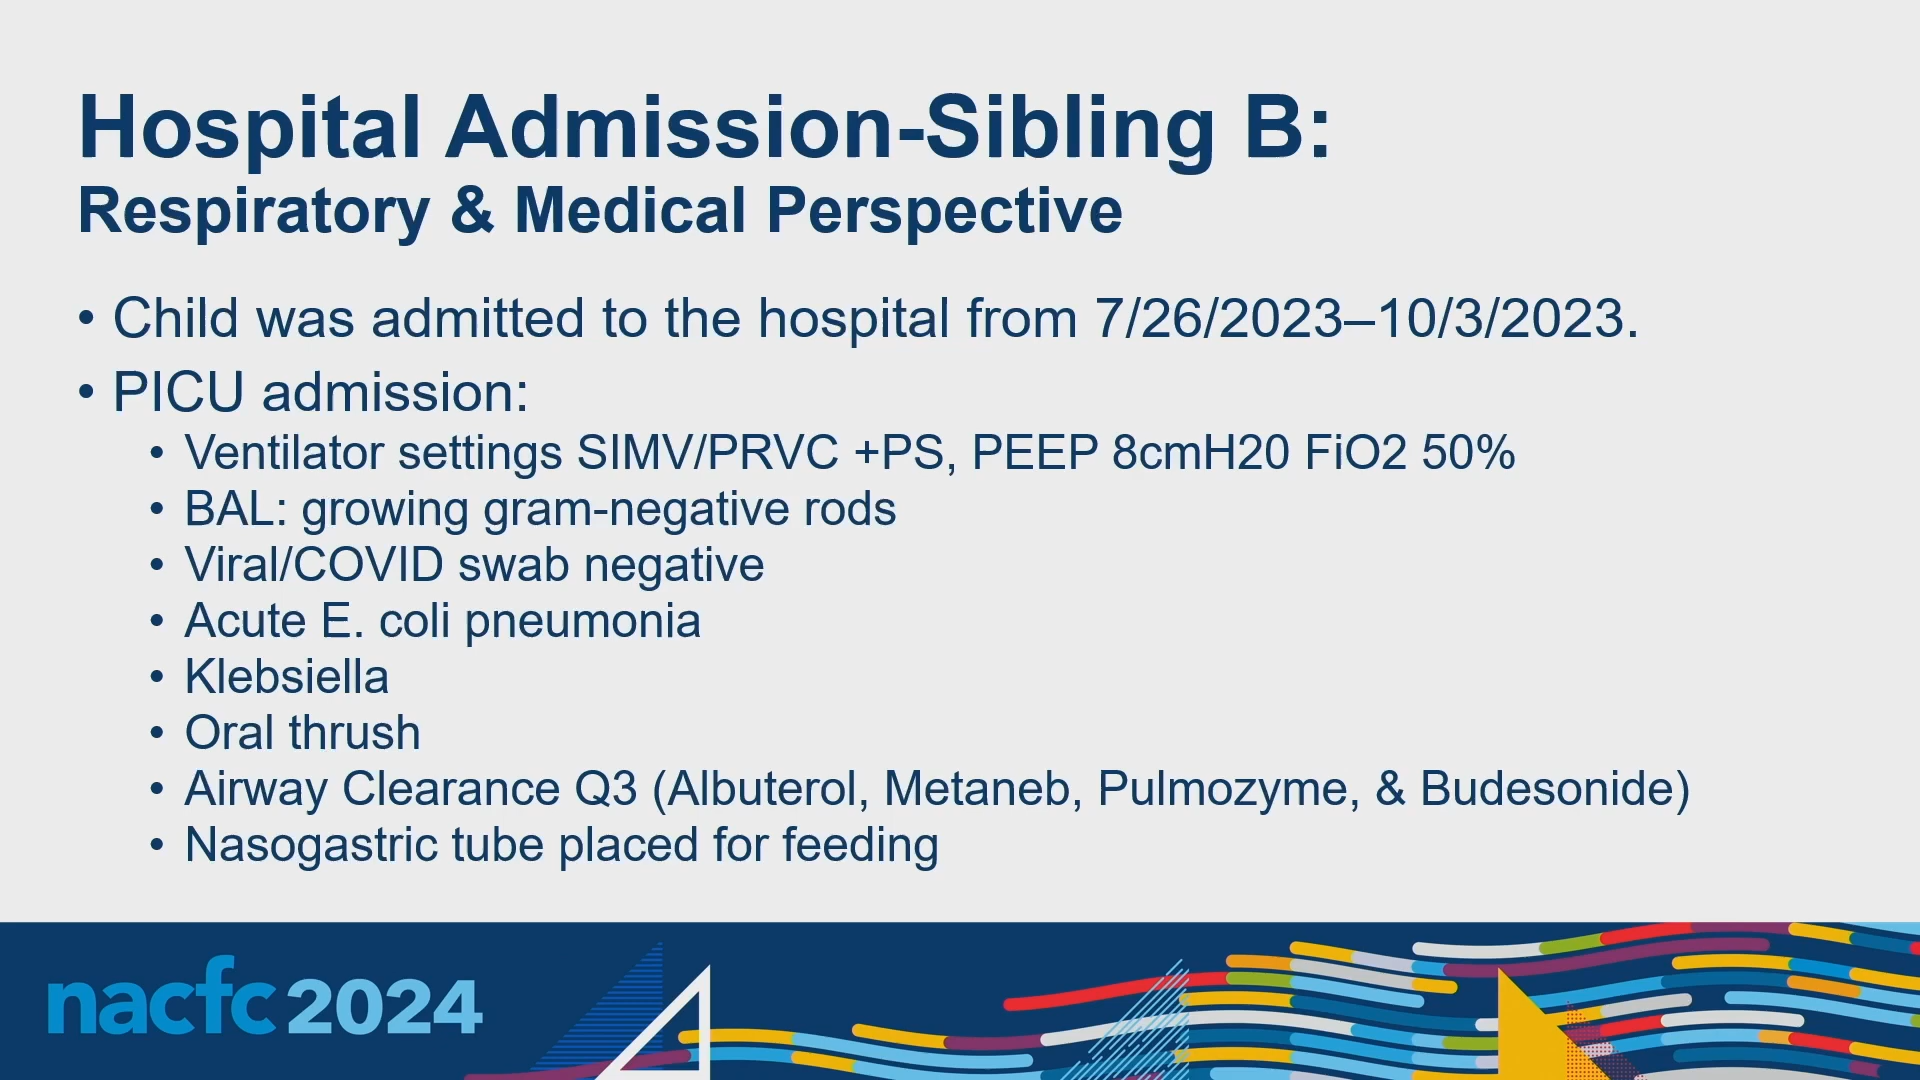 Hospital Admission-Sibling B:
Respiratory & Medical Perspective
• Child was admitted to the hospital from 7/26/2023–10/3/2023.
• PICU admission:
• Ventilator settings SIMV/PRVC +PS, PEEP 8cmH20 FiO2 50%
• BAL: growing gram-negative rods
• Viral/COVID swab negative
• Acute E. coli pneumonia
• Klebsiella
• Oral thrush
• Airway Clearance Q3 (Albuterol, Metaneb, Pulmozyme, & Budesonide)
• Nasogastric tube placed for feeding
nacfc 2024